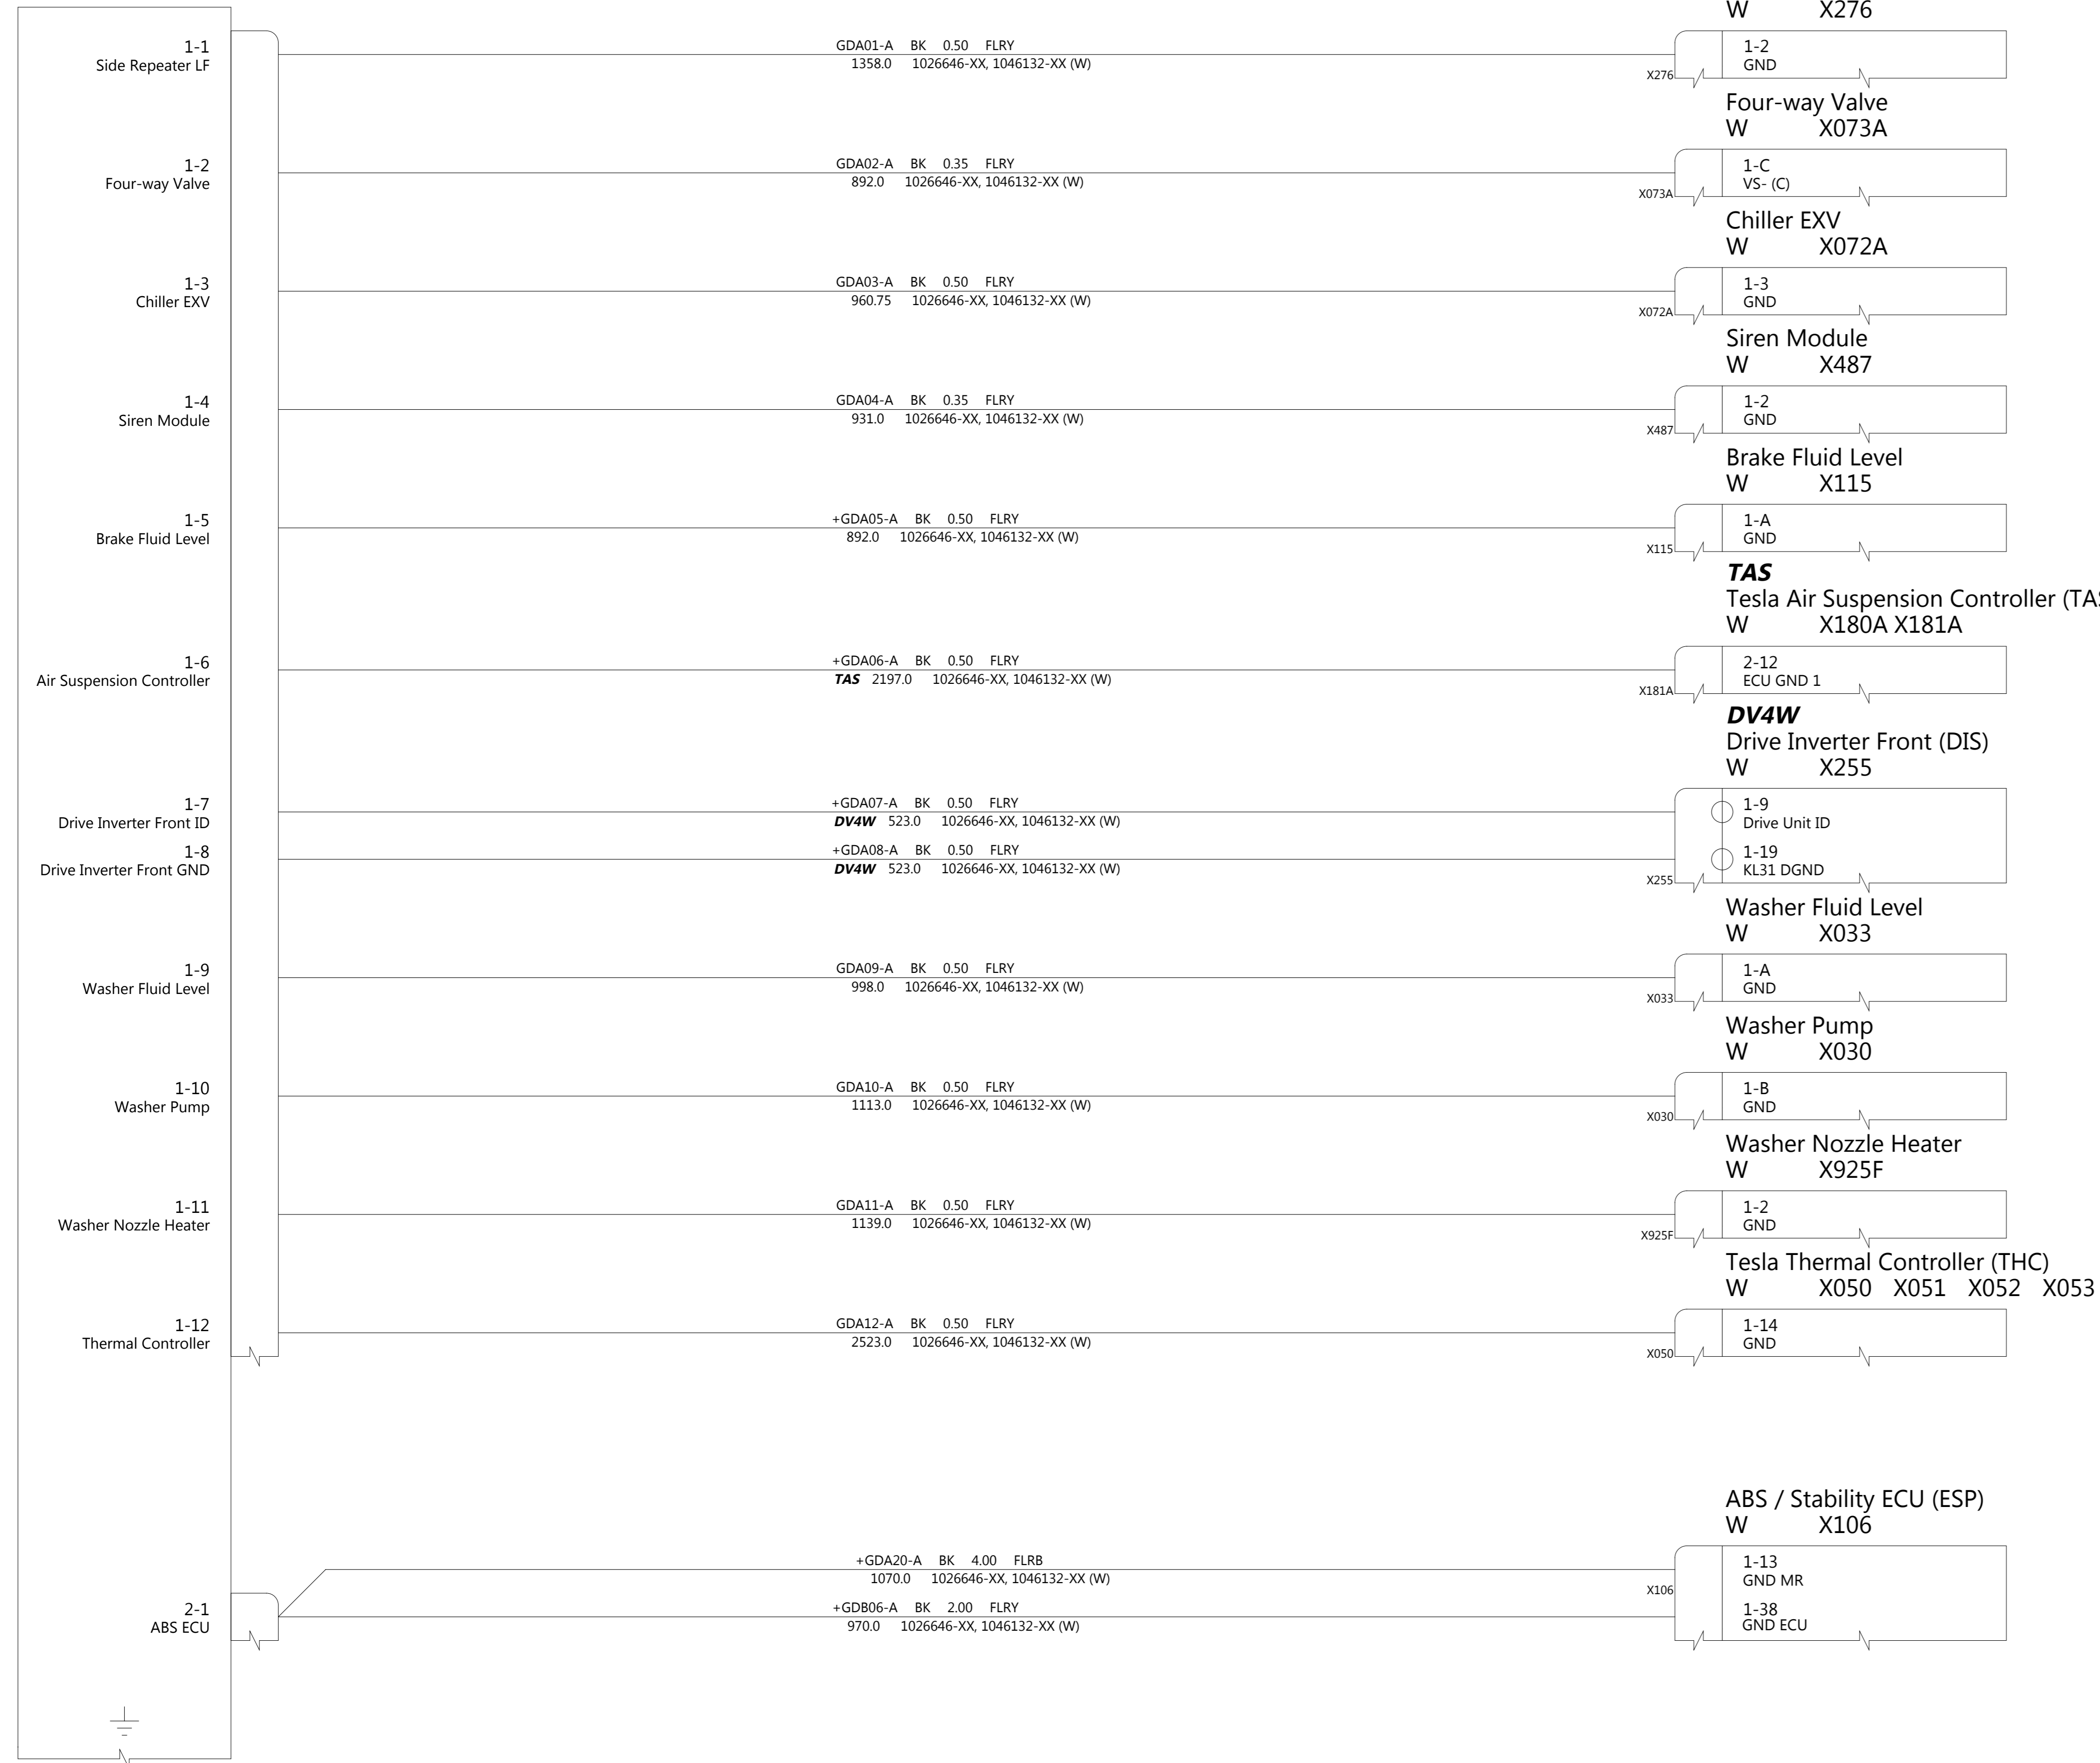 W X276
1-1
Side Repeater LF
GDA01-A BK 0.50 FLRY
1358.0 1026646-XX, 1046132-XX (W)
X276
1-2
GND
Four-way Valve
W X073A
1-2
Four-way Valve
GDA02-A BK 0.35 FLRY
892.0 1026646-XX, 1046132-XX (W)
X073A
1-C
VS- (C)
Chiller EXV
W X072A
1-3
Chiller EXV
GDA03-A BK 0.50 FLRY
960.75 1026646-XX, 1046132-XX (W)
X072A
1-3
GND
Siren Module
W X487
1-4
Siren Module
GDA04-A BK 0.35 FLRY
931.0 1026646-XX, 1046132-XX (W)
X487
1-2
GND
Brake Fluid Level
W X115
1-5
Brake Fluid Level
+GDA05-A BK 0.50 FLRY
892.0 1026646-XX, 1046132-XX (W)
X115
1-A
GND
TAS
Tesla Air Suspension Controller (TAS
W X180A X181A
1-6
Air Suspension Controller
+GDA06-A BK 0.50 FLRY
TAS 2197.0 1026646-XX, 1046132-XX (W)
X181A
2-12
ECU GND 1
DV4W
Drive Inverter Front (DIS)
W X255
1-7
Drive Inverter Front ID
+GDA07-A BK 0.50 FLRY
DV4W 523.0 1026646-XX, 1046132-XX (W)
1-9
Drive Unit ID
1-8
Drive Inverter Front GND
+GDA08-A BK 0.50 FLRY
DV4W 523.0 1026646-XX, 1046132-XX (W)
X255
1-19
KL31 DGND
Washer Fluid Level
W X033
1-9
Washer Fluid Level
GDA09-A BK 0.50 FLRY
998.0 1026646-XX, 1046132-XX (W)
X033
1-A
GND
Washer Pump
W X030
1-10
Washer Pump
GDA10-A BK 0.50 FLRY
1113.0 1026646-XX, 1046132-XX (W)
X030
1-B
GND
Washer Nozzle Heater
W X925F
1-11
Washer Nozzle Heater
GDA11-A BK 0.50 FLRY
1139.0 1026646-XX, 1046132-XX (W)
X925F
1-2
GND
Tesla Thermal Controller (THC)
W X050 X051 X052 X053
1-12
Thermal Controller
GDA12-A BK 0.50 FLRY
2523.0 1026646-XX, 1046132-XX (W)
X050
1-14
GND
ABS / Stability ECU (ESP)
W X106
+GDA20-A BK 4.00 FLRB
1070.0 1026646-XX, 1046132-XX (W)
X106
1-13
GND MR
2-1
ABS ECU
+GDB06-A BK 2.00 FLRY
970.0 1026646-XX, 1046132-XX (W)
1-38
GND ECU